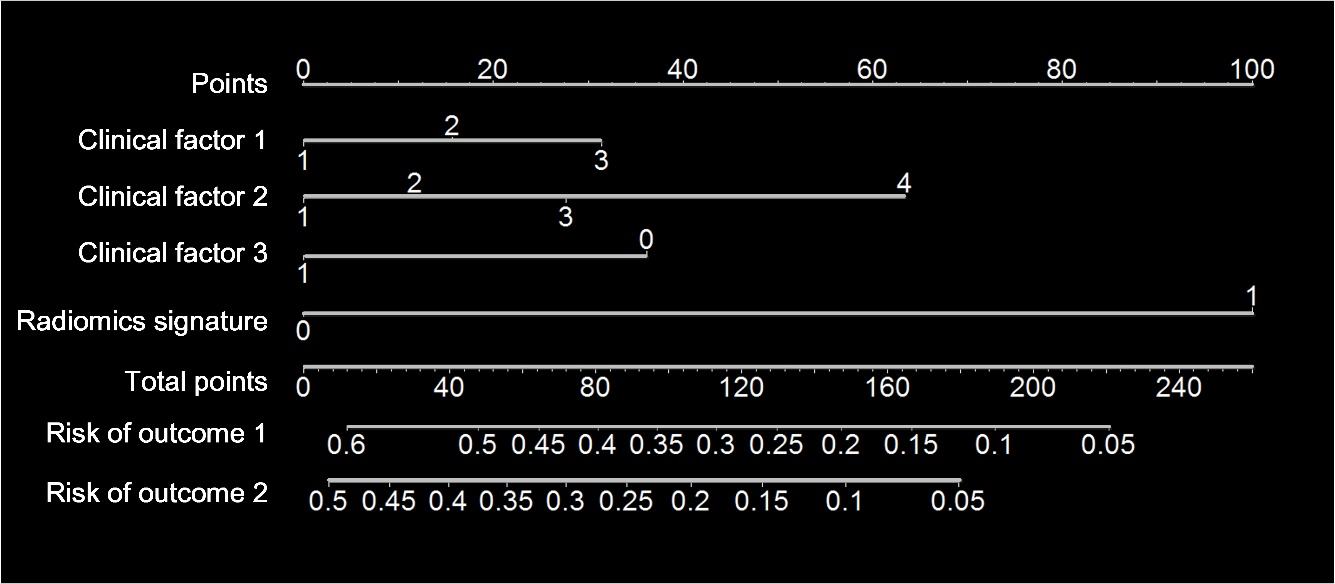 Points 0 20 40 60 80 100
Clinical factor 1 1 2 3
Clinical factor 2 1 2 3 4
Clinical factor 3 1 0
Radiomics signature 0 1
Total points 0 40 80 120 160 200 240
Risk of outcome 1 0.6 0.5 0.45 0.4 0.35 0.3 0.25 0.2 0.15 0.1 0.05
Risk of outcome 2 0.5 0.45 0.4 0.35 0.3 0.25 0.2 0.15 0.1 0.05